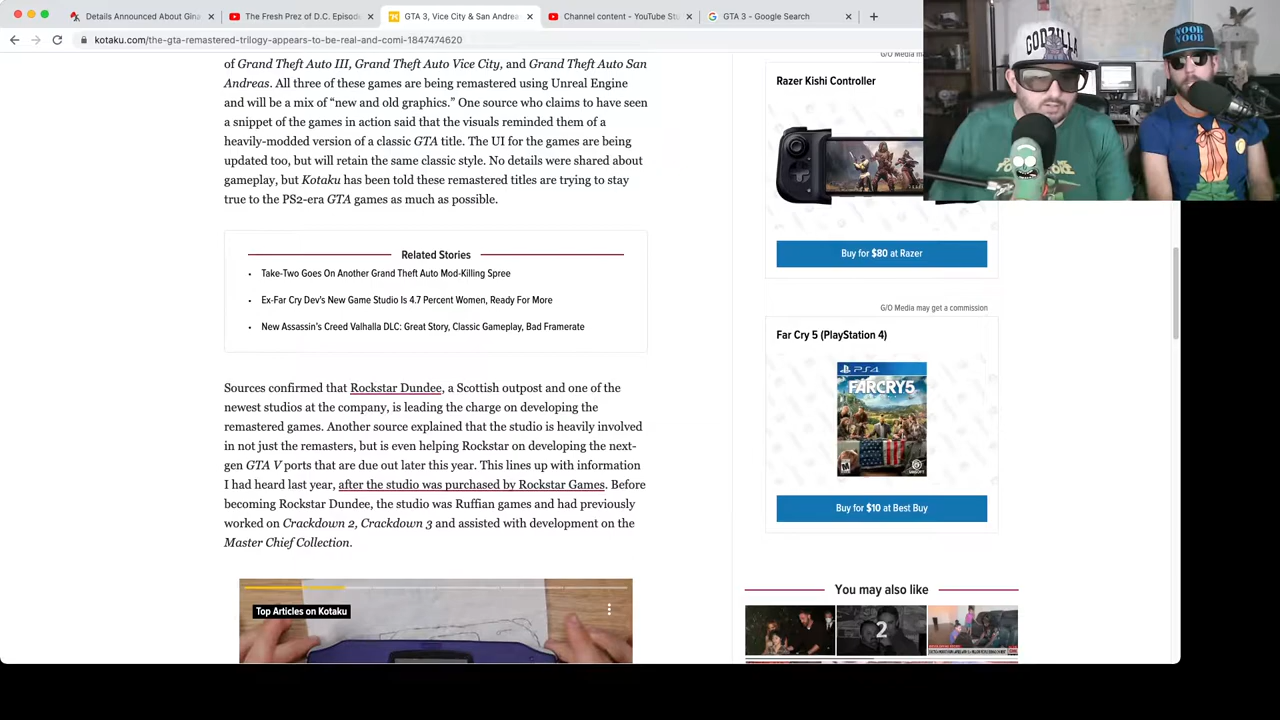 Details Announced About Gina
The Fresh Prez of D.C. Episode
GTA 3, Vice City & San Andrea
Channel content - YouTube Stu
GTA 3 - Google Search
kotaku.com/the-gta-remastered-trilogy-appears-to-be-real-and-comi-1847474620
of Grand Theft Auto III, Grand Theft Auto Vice City, and Grand Theft Auto San
Andreas. All three of these games are being remastered using Unreal Engine
and will be a mix of “new and old graphics.” One source who claims to have seen
a snippet of the games in action said that the visuals reminded them of a
heavily-modded version of a classic GTA title. The UI for the games are being
updated too, but will retain the same classic style. No details were shared about
gameplay, but Kotaku has been told these remastered titles are trying to stay
true to the PS2-era GTA games as much as possible.
Related Stories
Take-Two Goes On Another Grand Theft Auto Mod-Killing Spree
Ex-Far Cry Dev's New Game Studio Is 4.7 Percent Women, Ready For More
New Assassin's Creed Valhalla DLC: Great Story, Classic Gameplay, Bad Framerate
Sources confirmed that Rockstar Dundee, a Scottish outpost and one of the
newest studios at the company, is leading the charge on developing the
remastered games. Another source explained that the studio is heavily involved
in not just the remasters, but is even helping Rockstar on developing the next-
gen GTA V ports that are due out later this year. This lines up with information
I had heard last year, after the studio was purchased by Rockstar Games. Before
becoming Rockstar Dundee, the studio was Ruffian games and had previously
worked on Crackdown 2, Crackdown 3 and assisted with development on the
Master Chief Collection.
Top Articles on Kotaku
G/O Media may get a commission
Razer Kishi Controller
Buy for $80 at Razer
G/O Media may get a commission
Far Cry 5 (PlayStation 4)
PS4
FARCRY5
UBISOFT
Buy for $10 at Best Buy
You may also like
2
GODZILLA
NOOB
NOOB